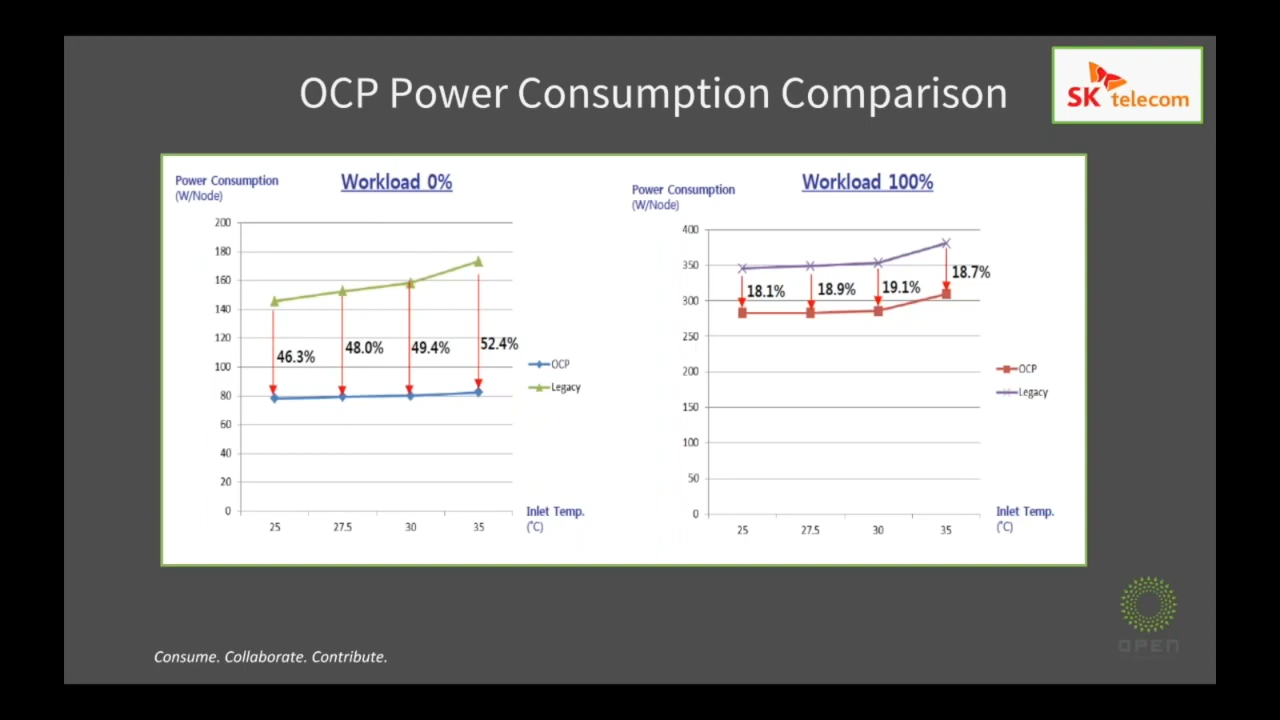 OCP Power Consumption Comparison
SK telecom
Power Consumption
(W/Node)
Workload 0%
200
180
160
140
120
100
80
60
40
20
0
46.3%
48.0%
49.4%
52.4%
OCP
Legacy
25
27.5
30
35
Inlet Temp.
(˚C)
Power Consumption
(W/Node)
Workload 100%
400
350
300
250
200
150
100
50
0
18.1%
18.9%
19.1%
18.7%
OCP
Legacy
25
27.5
30
35
Inlet Temp.
(˚C)
OPEN
Consume. Collaborate. Contribute.